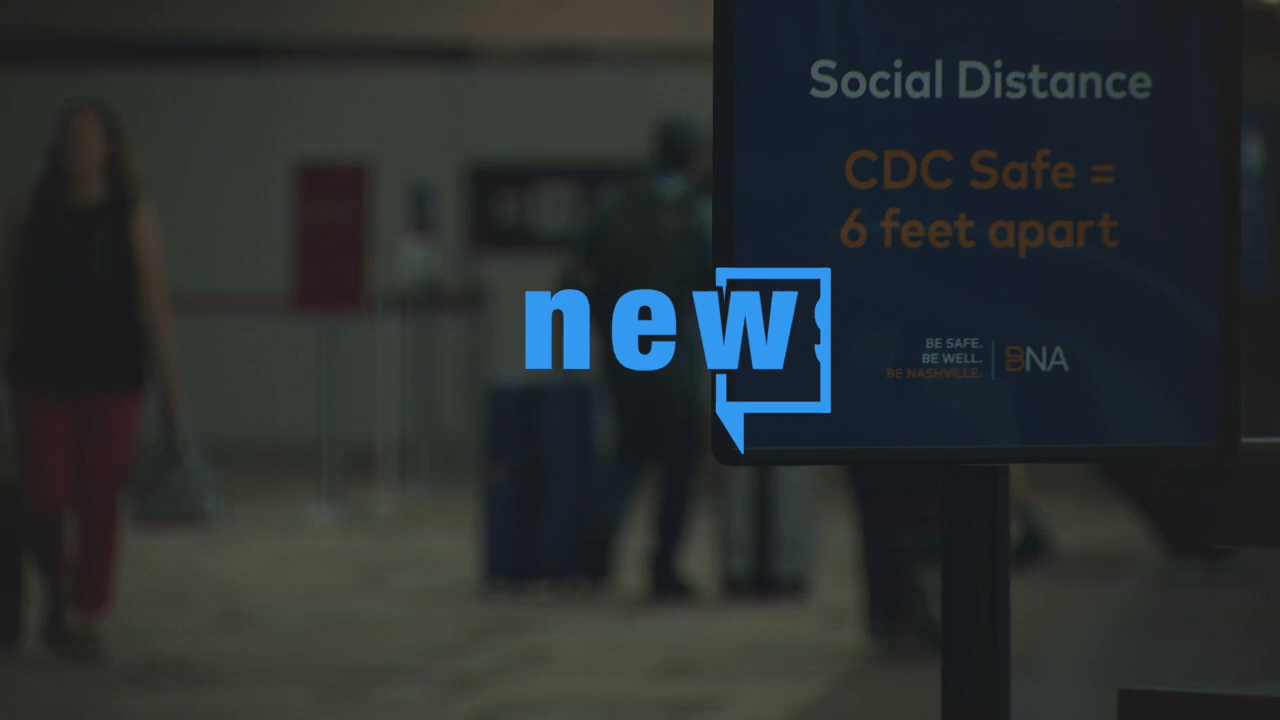 Social Distance
CDC Safe =
6 feet apart
BE SAFE.
BE WELL.
BE NASHVILLE.
BNA
news